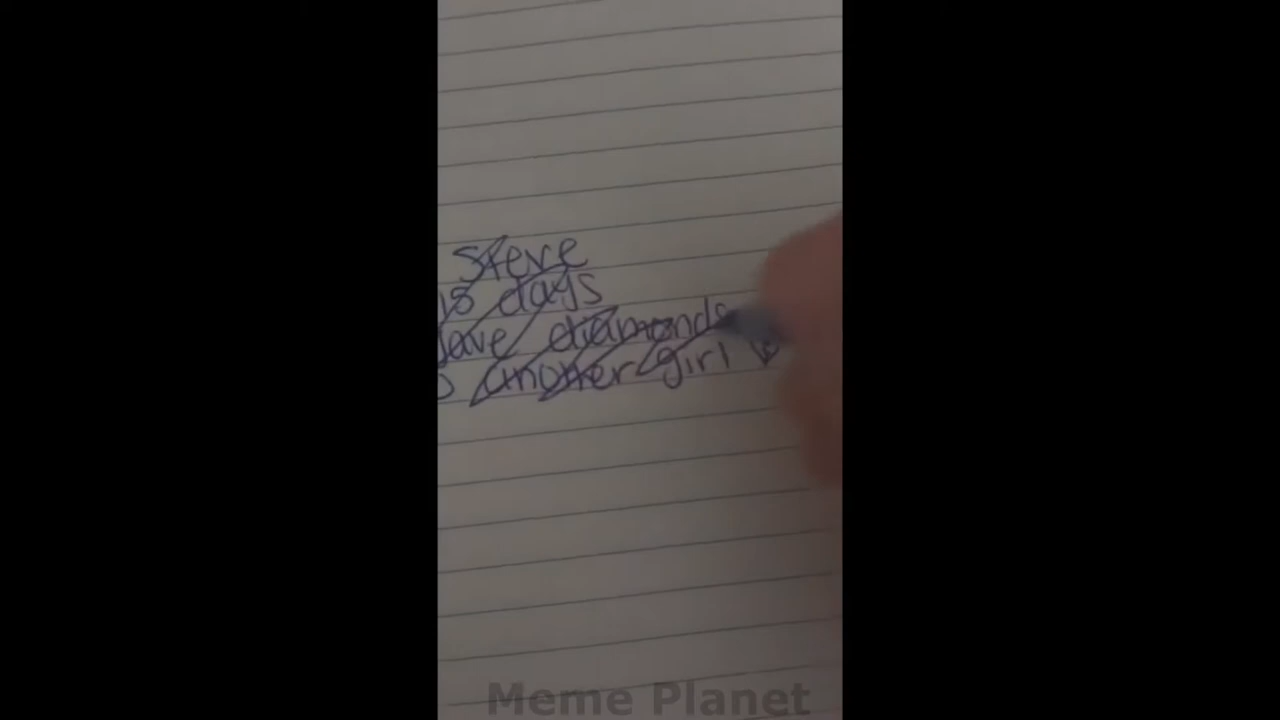 Steve
days
diamonds
another girl
Meme Planet